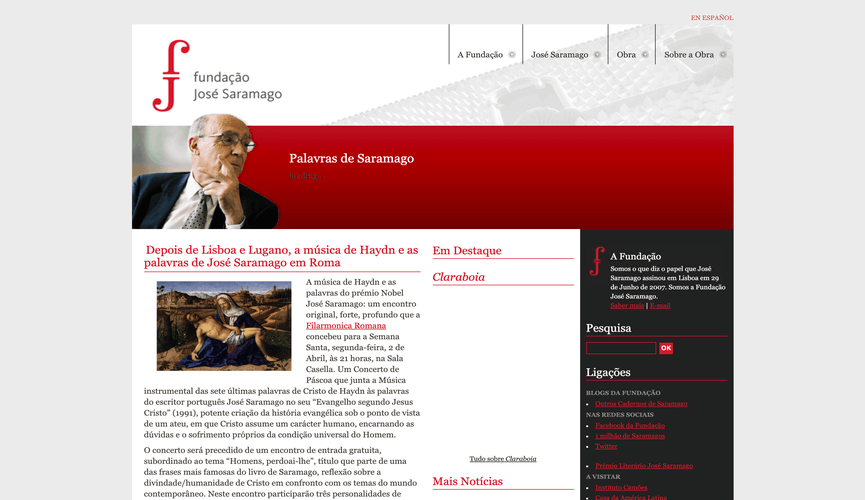 EN ESPAÑOL
fundação
José Saramago
A Fundação
José Saramago
Obra
Sobre a Obra
Palavras de Saramago
Depois de Lisboa e Lugano, a música de Haydn e as
palavras de José Saramago em Roma
A música de Haydn e as
palavras do prémio Nobel
José Saramago: um encontro
original, forte, profundo que a
Filarmonica Romana
concebeu para a Semana
Santa, segunda-feira, 2 de
Abril, às 21 horas, na Sala
Casella. Um Concerto de
Páscoa que junta a Música
instrumental das sete últimas palavras de Cristo de Haydn às palavras
do escritor português José Saramago no seu “Evangelho segundo Jesus
Cristo” (1991), potente criação da história evangélica sob o ponto de vista
de um ateu, em que Cristo assume um carácter humano, encarnando as
dúvidas e o sofrimento próprios da condição universal do Homem.
O concerto será precedido de um encontro de entrada gratuita,
subordinado ao tema “Homens, perdoai-lhe”, título que parte de uma
das frases mais famosas do livro de Saramago, reflexão sobre a
divindade/humanidade de Cristo em confronto com os temas do mundo
contemporâneo. Neste encontro participarão três personalidades de
Em Destaque
Claraboia
Tudo sobre Claraboia
Mais Notícias
A Fundação
Somos o que diz o papel que José
Saramago assinou em Lisboa em 29
de Junho de 2007. Somos a Fundação
José Saramago.
Saber mais | E-mail
Pesquisa
OK
Ligações
BLOGS DA FUNDAÇÃO
Outros Cadernos de Saramago
NAS REDES SOCIAIS
Facebook da Fundação
1 milhão de Saramagos
Twitter
Prémio Literário José Saramago
A VISITAR
Instituto Camões
Casa da América Latina